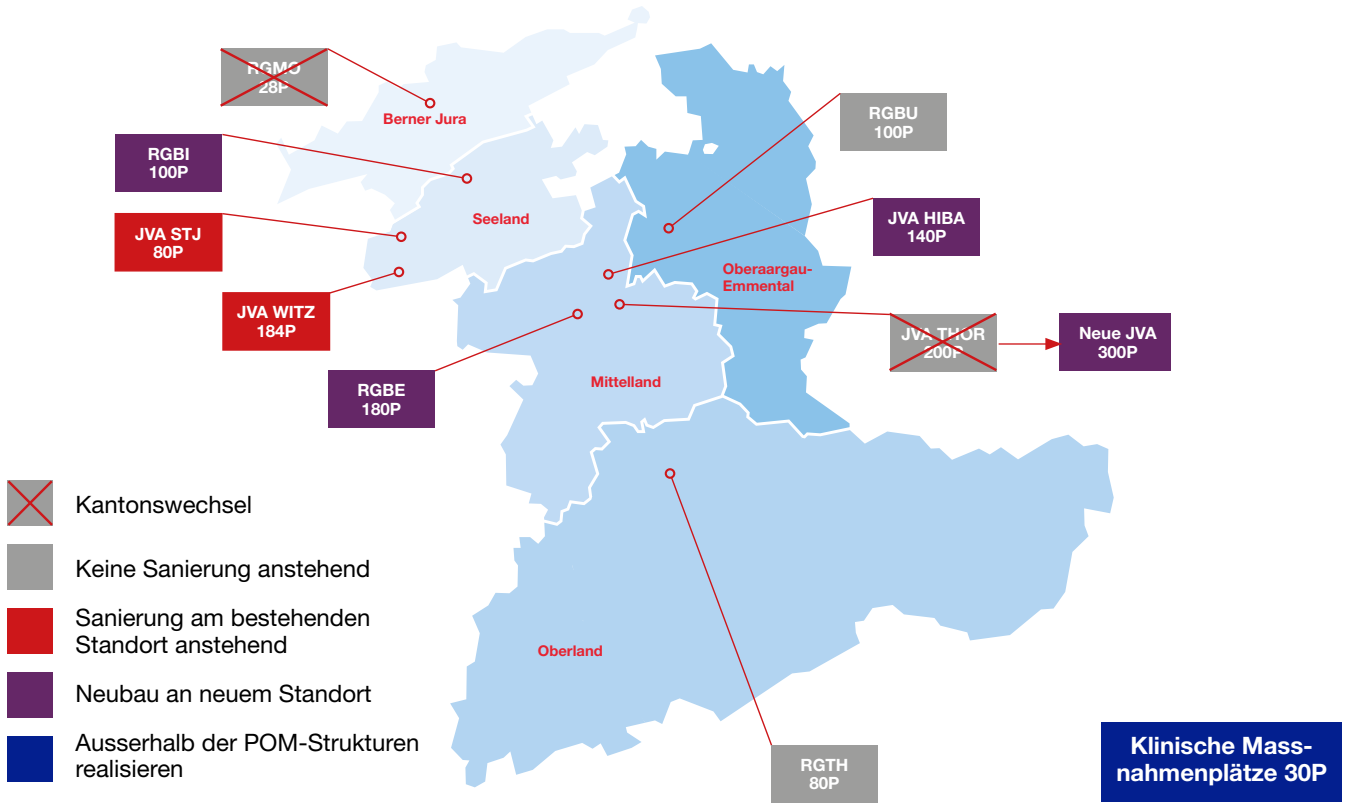 RGMO
28P
Berner Jura
RGBI
100P
RGBU
100P
JVA STJ
80P
Seeland
JVA HIBA
140P
JVA WITZ
184P
Oberaargau-
Emmental
JVA THOR
200P
Neue JVA
300P
RGBE
180P
Mittelland
Kantonswechsel
Keine Sanierung anstehend
Sanierung am bestehenden
Standort anstehend
Neubau an neuem Standort
Ausserhalb der POM-Strukturen
realisieren
Oberland
RGTH
80P
Klinische Mass-
nahmenplätze 30P